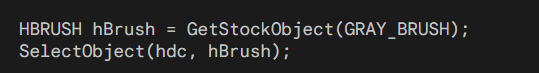 HBRUSH hBrush = GetStockObject(GRAY_BRUSH);
SelectObject(hdc, hBrush);